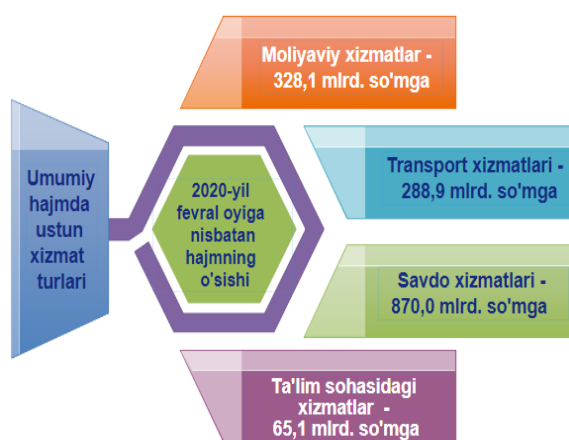 Moliyaviy xizmatlar -
328,1 mlrd. so'mga
Umumiy
hajmda
ustun
xizmat
turlari
2020-yil
fevral oyiga
nisbatan
hajmning
o'sishi
Transport xizmatlari -
288,9 mlrd. so'mga
Savdo xizmatlari -
870,0 mlrd. so'mga
Ta'lim sohasidagi
xizmatlar -
65,1 mlrd. so'mga